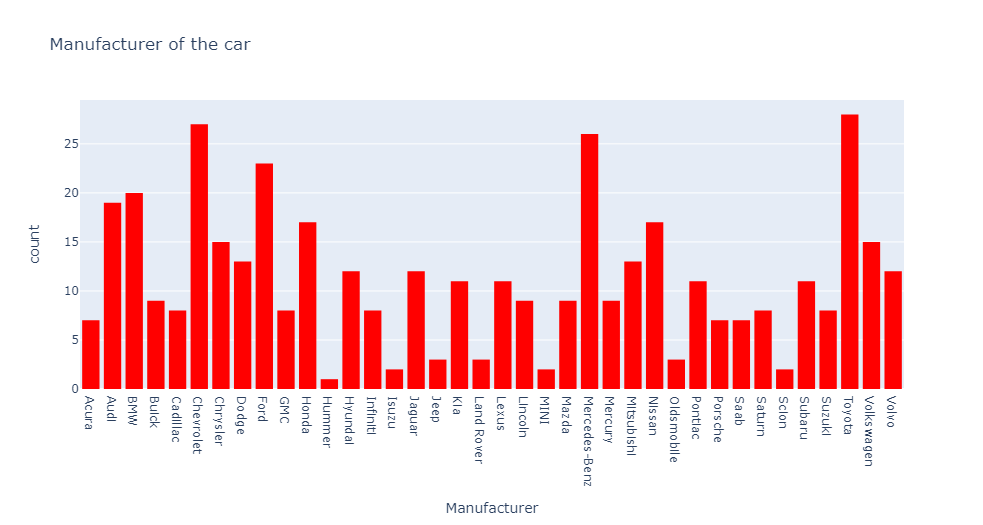 Manufacturer of the car
count
25
20
15
10
5
0
Acura
Audi
BMW
Buick
Cadillac
Chevrolet
Chrysler
Dodge
Ford
GMC
Honda
Hummer
Hyundai
Infiniti
Isuzu
Jaguar
Jeep
Kia
Land Rover
Lexus
Lincoln
MINI
Mazda
Mercedes-Benz
Mercury
Mitsubishi
Nissan
Oldsmobile
Pontiac
Porsche
Saab
Saturn
Scion
Subaru
Suzuki
Toyota
Volkswagen
Volvo
Manufacturer